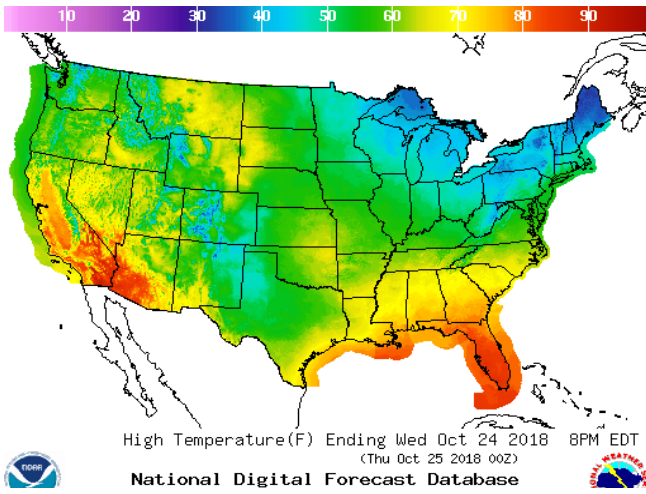 10 20 30 40 50 60 70 80 90
High Temperature(F) Ending Wed Oct 24 2018 8PM EDT
(Thu Oct 25 2018 00Z)
National Digital Forecast Database
noaa